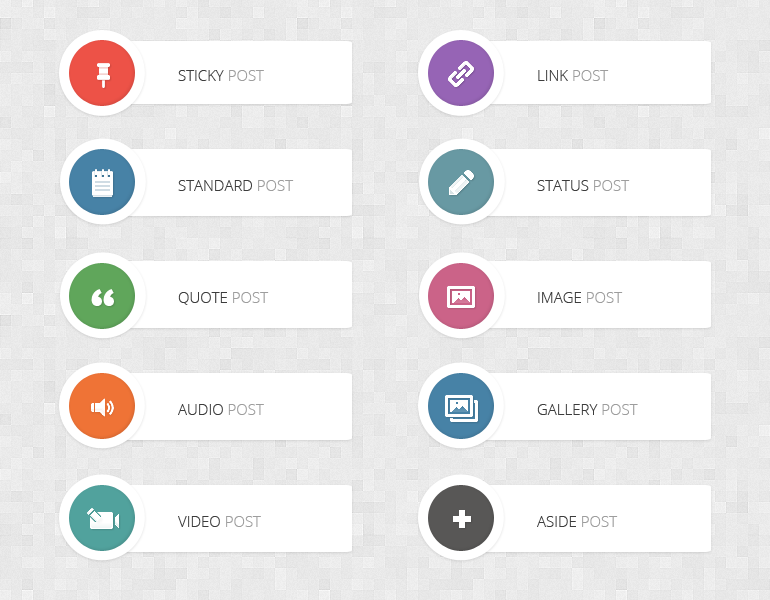 STICKY POST
LINK POST
STANDARD POST
STATUS POST
QUOTE POST
IMAGE POST
AUDIO POST
GALLERY POST
VIDEO POST
ASIDE POST